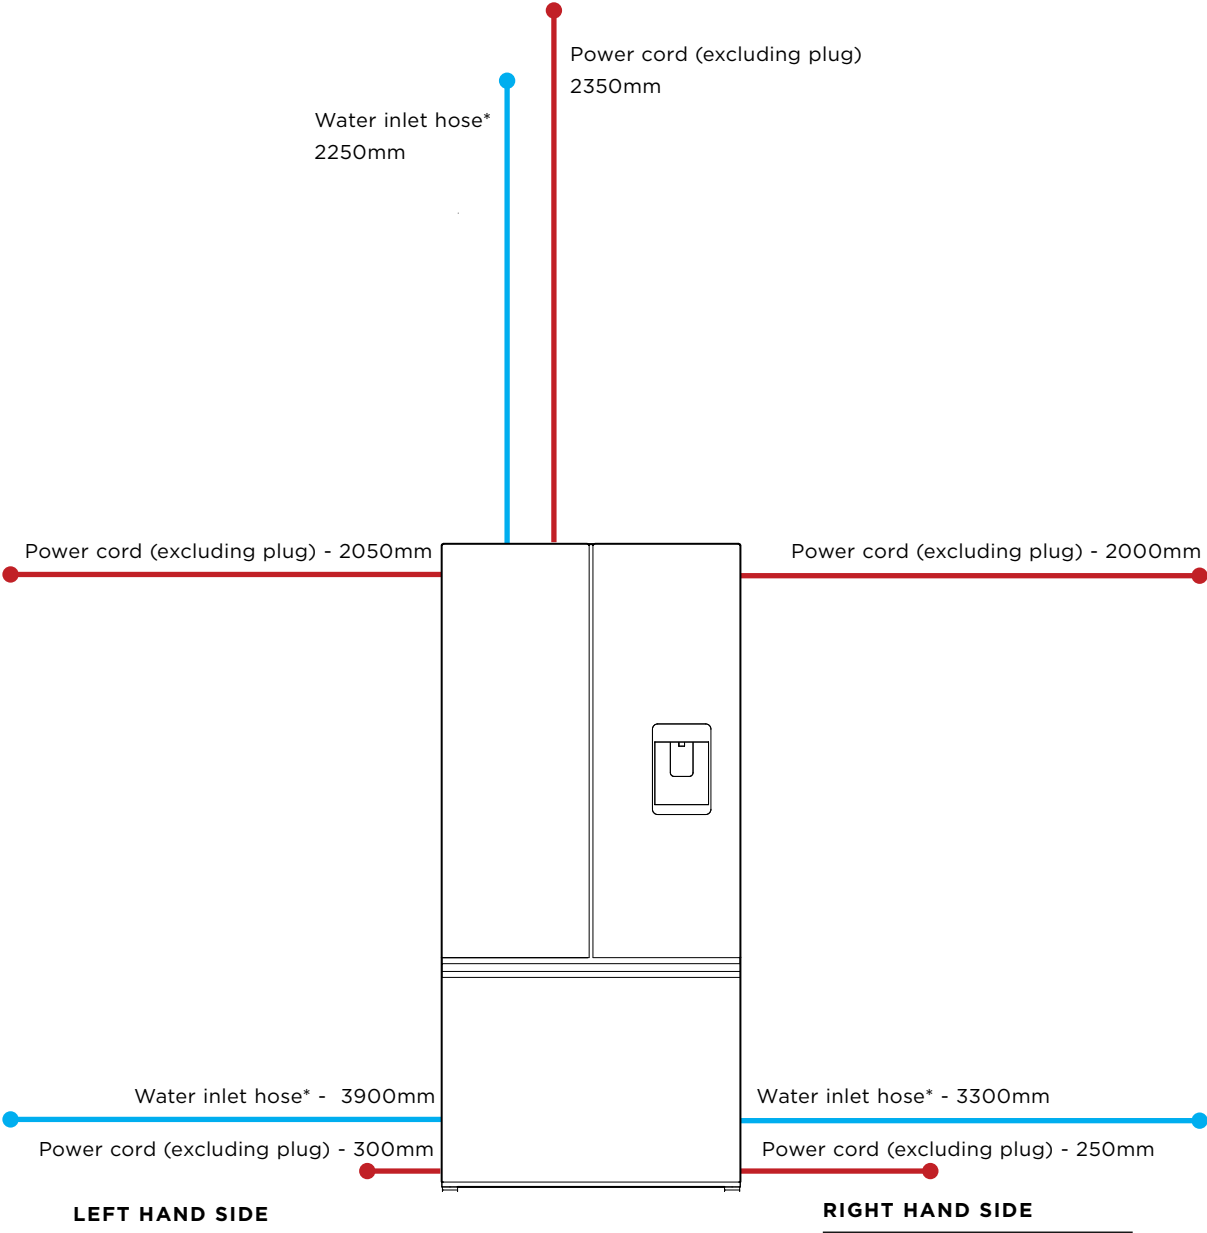 Power cord (excluding plug)
2350mm
Water inlet hose*
2250mm
Power cord (excluding plug) - 2050mm
Power cord (excluding plug) - 2000mm
Water inlet hose* -  3900mm
Water inlet hose* - 3300mm
Power cord (excluding plug) - 300mm
Power cord (excluding plug) - 250mm
LEFT HAND SIDE
RIGHT HAND SIDE